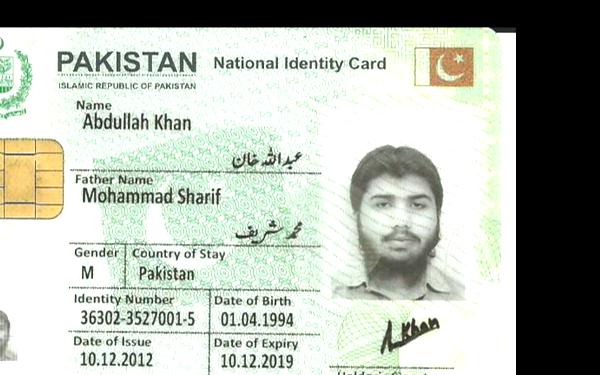 PAKISTAN National Identity Card
ISLAMIC REPUBLIC OF PAKISTAN
Name
Abdullah Khan
عبداللہ خان
Father Name
Mohammad Sharif
محمد شریف
Gender Country of Stay
M Pakistan
Identity Number Date of Birth
36302-3527001-5 01.04.1994
Date of Issue Date of Expiry
10.12.2012 10.12.2019
Khan